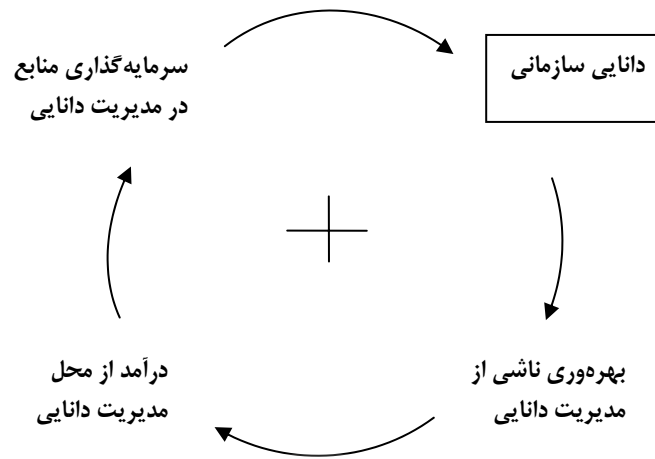 دانایی سازمانی
سرمایه‌گذاری منابع
در مدیریت دانایی
بهره‌وری ناشی از
مدیریت دانایی
درآمد از محل
مدیریت دانایی